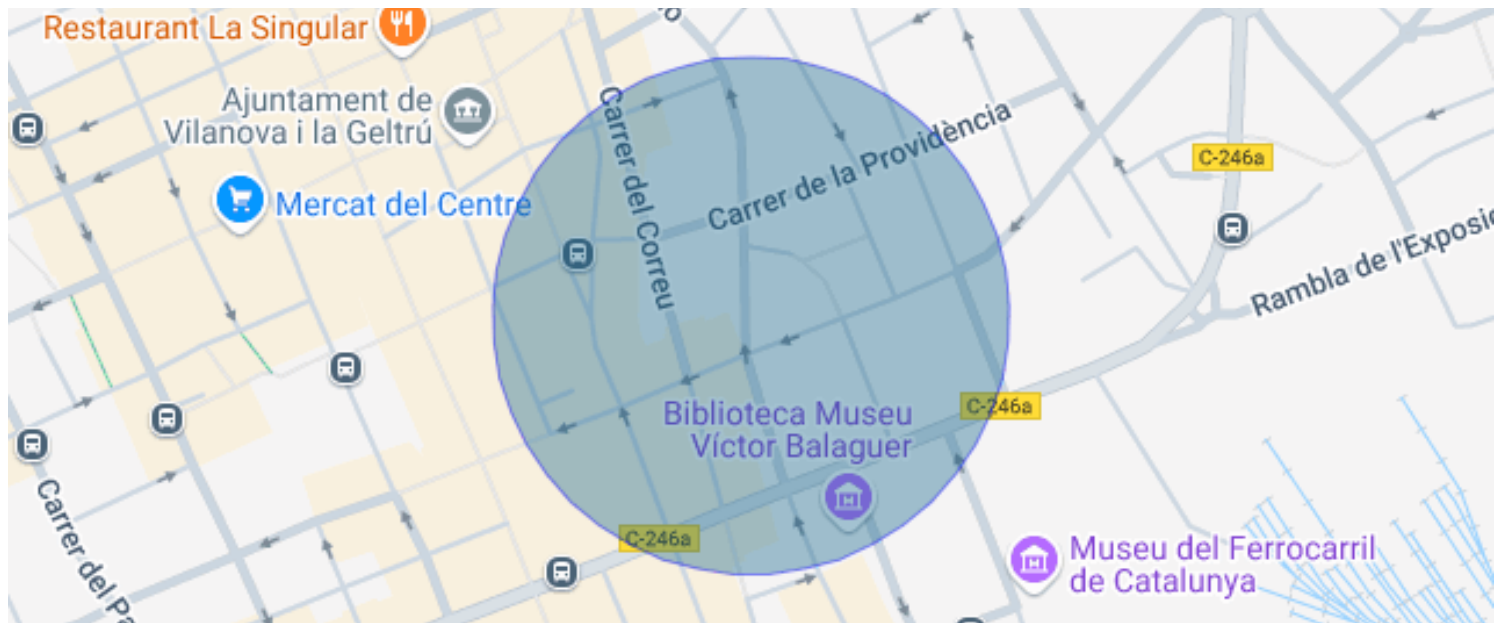 Restaurant La Singular
Ajuntament de
Vilanova i la Geltrú
Mercat del Centre
Carrer del Correu
Carrer de la Providència
C-246a
Rambla de l'Exposic
C-246a
Biblioteca Museu
Víctor Balaguer
C-246a
Museu del Ferrocarril
de Catalunya
Carrer del Pa